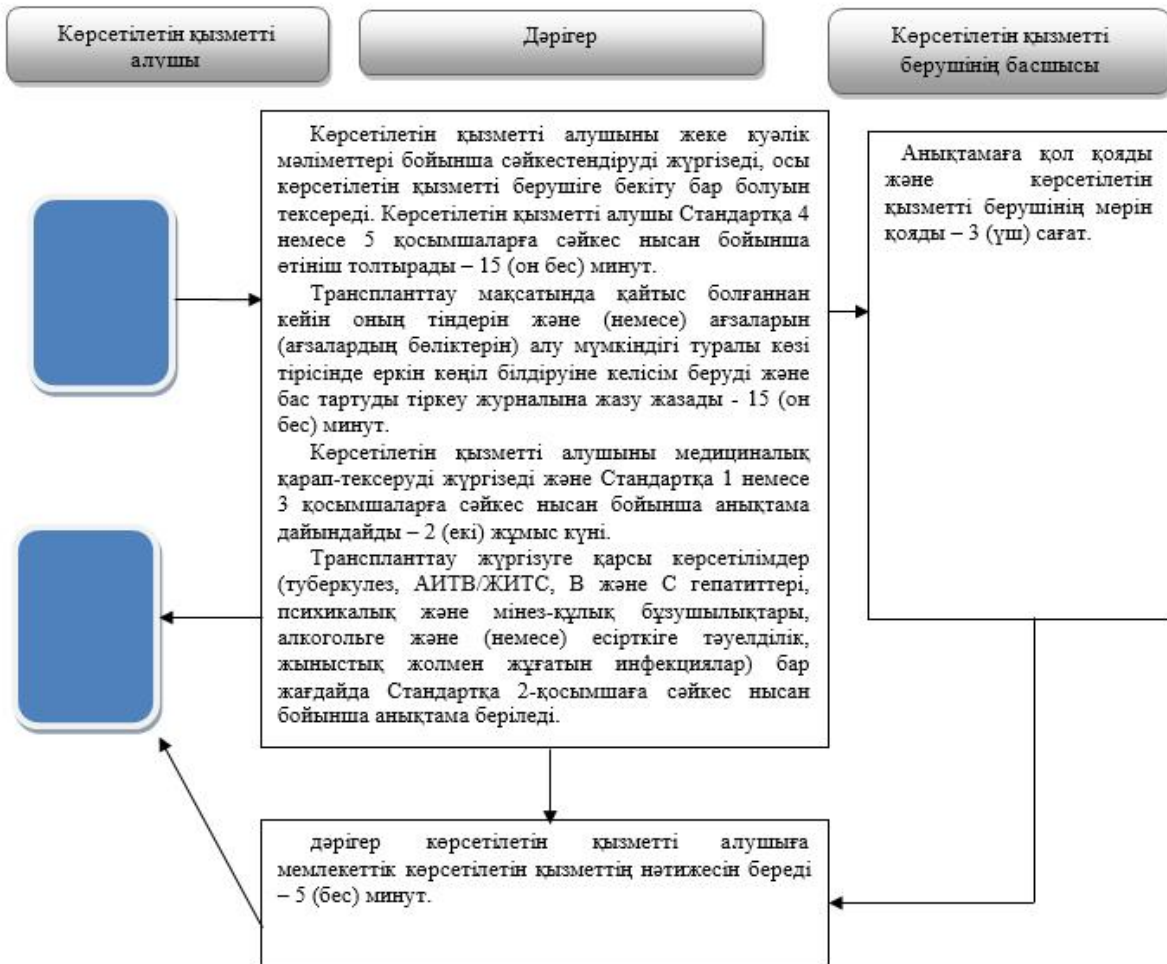 Көрсетілетін қызметті
алушы
Дәрігер
Көрсетілетін қызметті
берушінің басшысы
Көрсетілетін қызметті алушыны жеке куәлік
мәліметтері бойынша сәйкестендіруді жүргізеді, осы
көрсетілетін қызметті берушіге бекіту бар болуын
тексереді. Көрсетілетін қызметті алушы Стандартқа 4
немесе 5 қосымшаларға сәйкес нысан бойынша
өтініш толтырады – 15 (он бес) минут.
Транспланттау мақсатында қайтыс болғаннан
кейін оның тіндерін және (немесе) ағзаларын
(ағзалардың бөліктерін) алу мүмкіндігі туралы көзі
тірісінде еркін көңіл білдіруіне келісім беруді және
бас тартуды тіркеу журналына жазу жазады - 15 (он
бес) минут.
Көрсетілетін қызметті алушыны медициналық
қарап-тексеруді жүргізеді және Стандартқа 1 немесе
3 қосымшаларға сәйкес нысан бойынша анықтама
дайындайды – 2 (екі) жұмыс күні.
Транспланттау жүргізуге қарсы көрсетілімдер
(туберкулез, АИТВ/ЖИТС, В және С гепатиттері,
психикалық және мінез-құлық бұзушылықтары,
алкогольге және (немесе) есірткіге тәуелділік,
жыныстық жолмен жұғатын инфекциялар) бар
жағдайда Стандартқа 2-қосымшаға сәйкес нысан
бойынша анықтама беріледі.
Анықтамаға қол қояды
және көрсетілетін
қызметті берушінің мөрін
қояды – 3 (үш) сағат.
дәрігер көрсетілетін қызметті алушыға
мемлекеттік көрсетілетін қызметтің нәтижесін береді
– 5 (бес) минут.